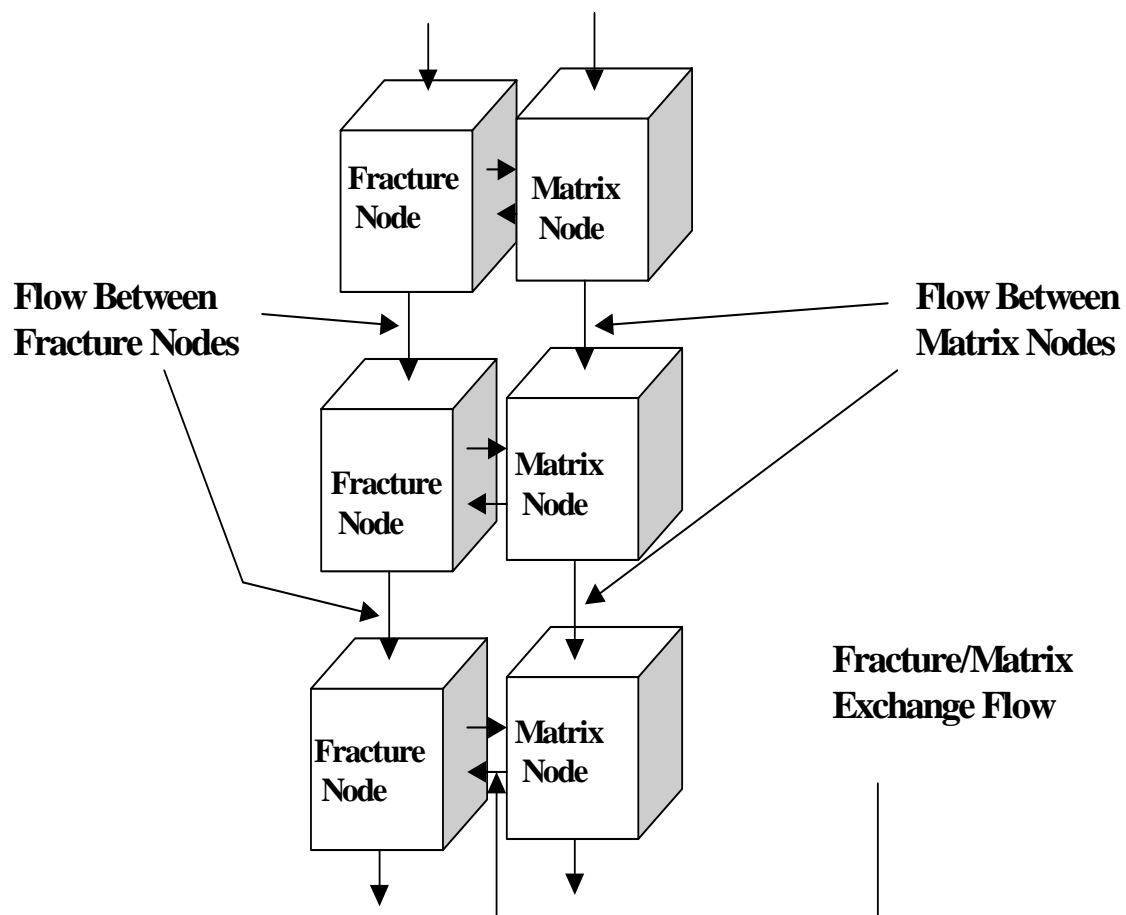 Fracture
Node
Matrix
Node
Flow Between
Fracture Nodes
Flow Between
Matrix Nodes
Fracture
Node
Matrix
Node
Fracture/Matrix
Exchange Flow
Fracture
Node
Matrix
Node